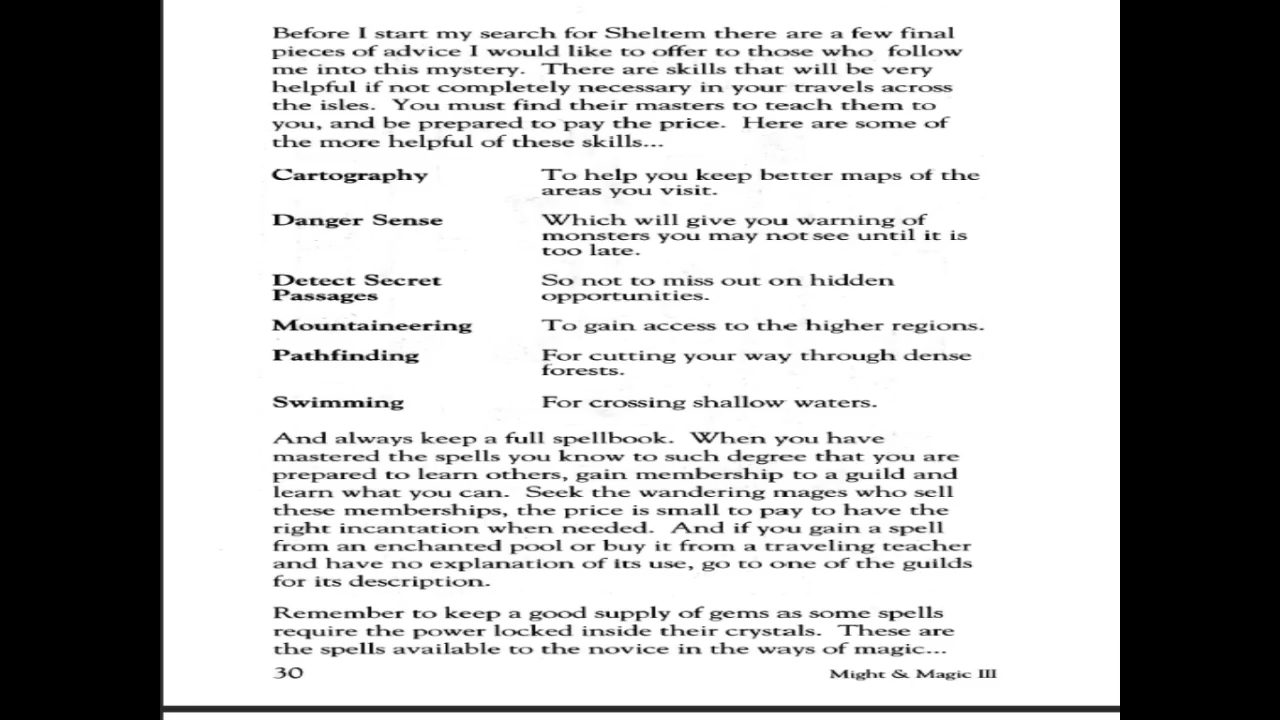 Before I start my search for Sheltem there are a few final
pieces of advice I would like to offer to those who follow
me into this mystery. There are skills that will be very
helpful if not completely necessary in your travels across
the isles. You must find their masters to teach them to
you, and be prepared to pay the price. Here are some of
the more helpful of these skills...
Cartography To help you keep better maps of the
areas you visit.
Danger Sense Which will give you warning of
monsters you may not see until it is
too late.
Detect Secret So not to miss out on hidden
Passages opportunities.
Mountaineering To gain access to the higher regions.
Pathfinding For cutting your way through dense
forests.
Swimming For crossing shallow waters.
And always keep a full spellbook. When you have
mastered the spells you know to such degree that you are
prepared to learn others, gain membership to a guild and
learn what you can. Seek the wandering mages who sell
these memberships, the price is small to pay to have the
right incantation when needed. And if you gain a spell
from an enchanted pool or buy it from a traveling teacher
and have no explanation of its use, go to one of the guilds
for its description.
Remember to keep a good supply of gems as some spells
require the power locked inside their crystals. These are
the spells available to the novice in the ways of magic...
30 Might & Magic III